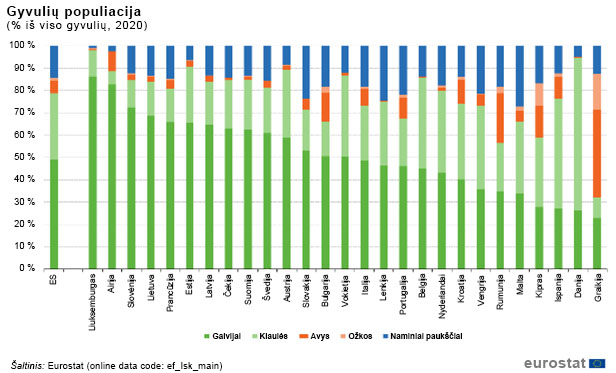 Gyvulių populiacija
(% iš viso gyvulių, 2020)
100 %
90 %
80 %
70 %
60 %
50 %
40 %
30 %
20 %
10 %
0 %
ES
Liuksemburgas
Airija
Slovėnija
Lietuva
Prancūzija
Estija
Latvija
Čekija
Suomija
Švedija
Austrija
Slovakija
Bulgarija
Vokietija
Italija
Lenkija
Portugalija
Belgija
Nyderlandai
Kroatija
Vengrija
Rumunija
Malta
Kipras
Ispanija
Danija
Graikija
Galvijai Kiaulės Avys Ožkos Naminiai paukščiai
Šaltinis: Eurostat (online data code: ef_lsk_main)
eurostat